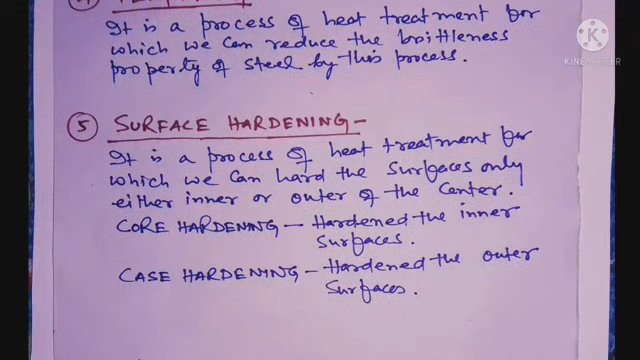 It is a process of heat treatment for
which we can reduce the brittleness
property of steel by this process.
5 SURFACE HARDENING -
It is a process of heat treatment for
which we can hard the surfaces only
either inner or outer of the center.
CORE HARDENING - Hardened the inner
surfaces.
CASE HARDENING - Hardened the outer
surfaces.
K
KINEMASTER